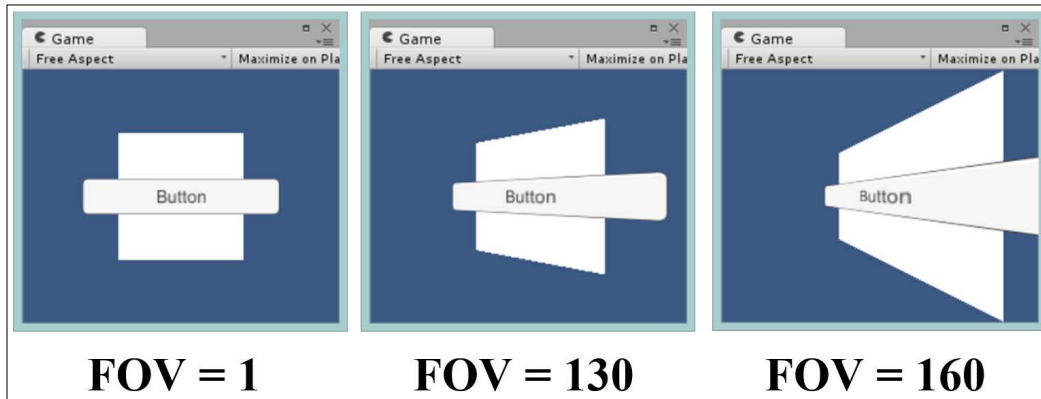 Game
Free Aspect
Maximize on Pla
Button
FOV = 1
Game
Free Aspect
Maximize on Pla
Button
FOV = 130
Game
Free Aspect
Maximize on Pla
Button
FOV = 160